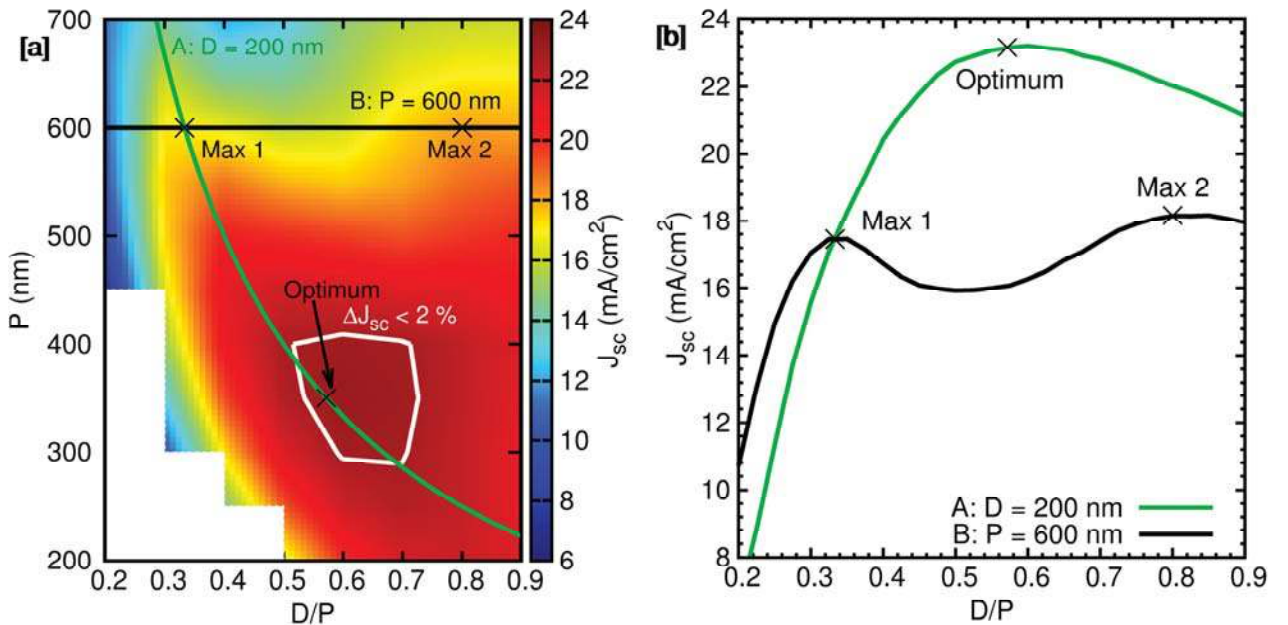 [a]
A: D = 200 nm
B: P = 600 nm
Max 1
Max 2
Optimum
ΔJsc < 2 %
P (nm)
700
600
500
400
300
200
0.2 0.3 0.4 0.5 0.6 0.7 0.8 0.9
D/P
24
22
20
18
16
14
12
10
8
6
Jsc (mA/cm²)
[b]
Jsc (mA/cm²)
24
22
20
18
16
14
12
10
8
Optimum
Max 1
Max 2
A: D = 200 nm
B: P = 600 nm
0.2 0.3 0.4 0.5 0.6 0.7 0.8 0.9
D/P